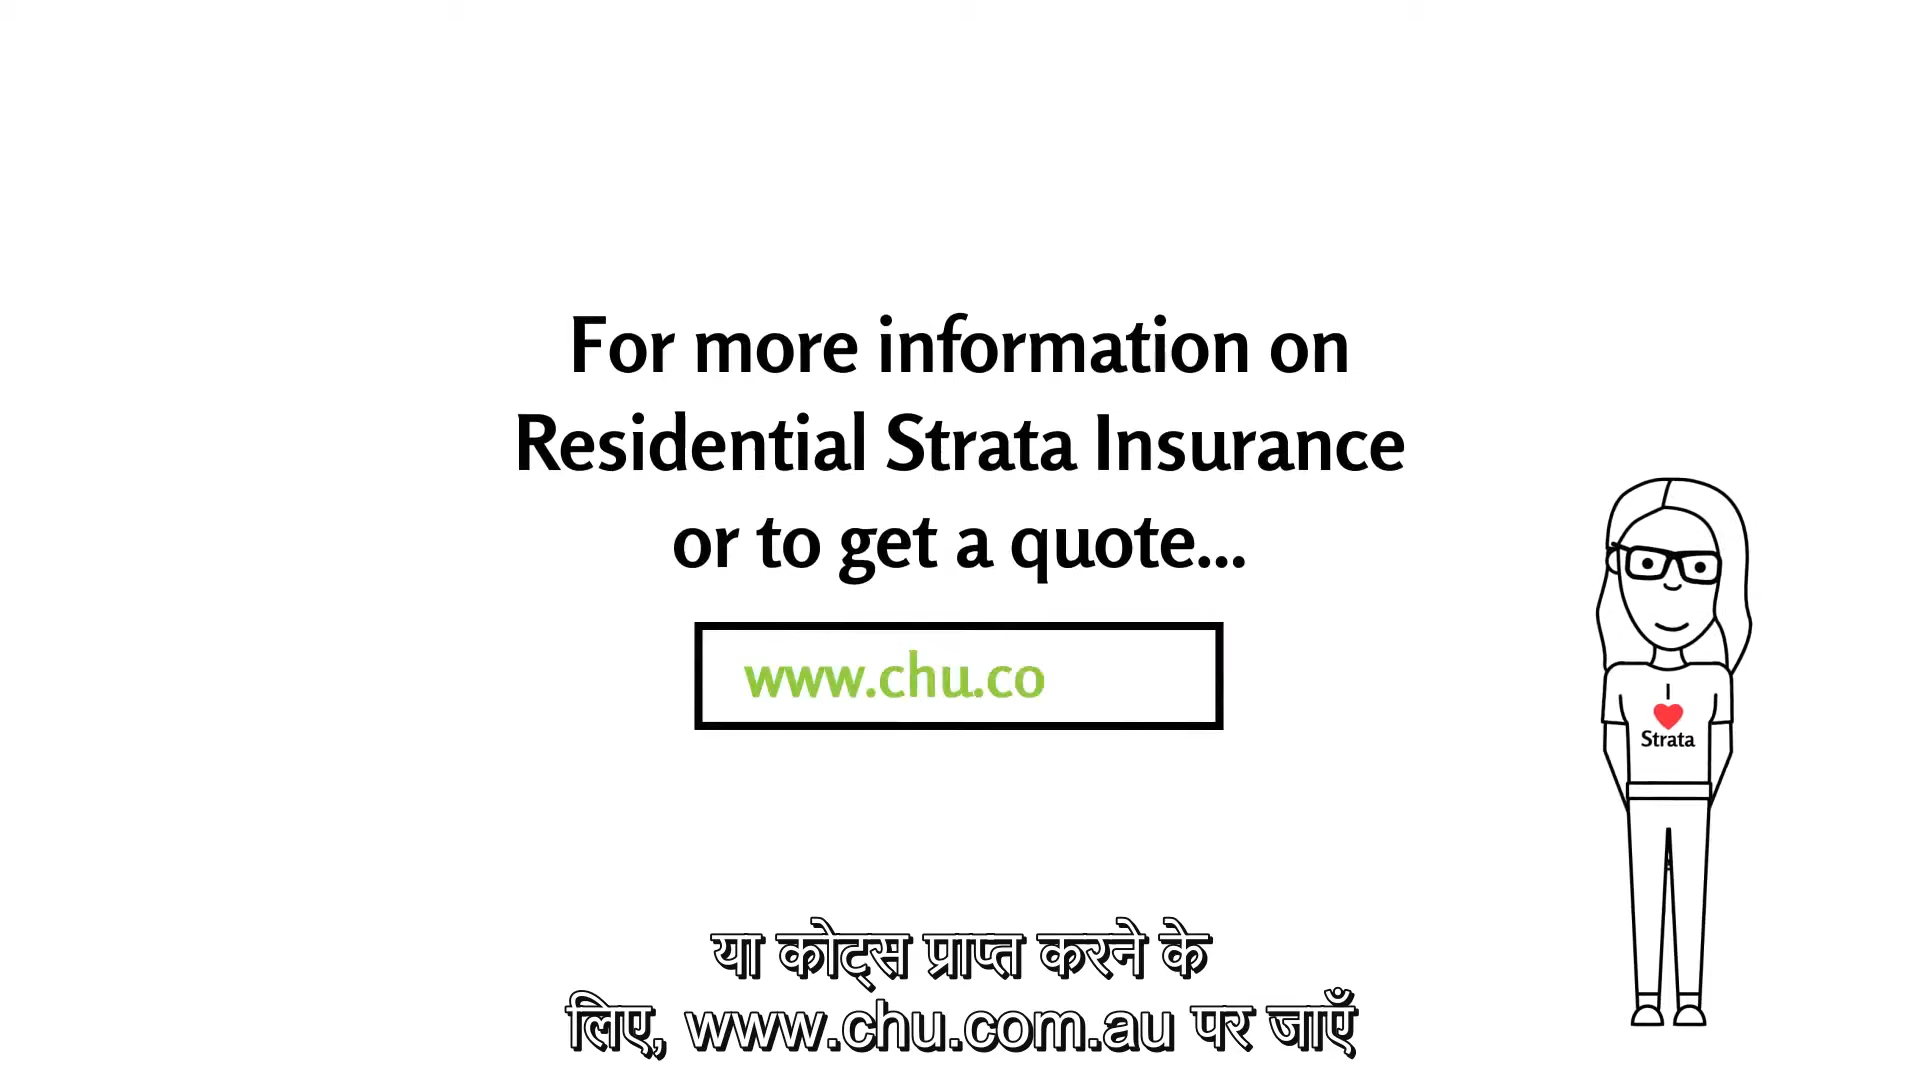 For more information on
Residential Strata Insurance
or to get a quote...
www.chu.co
I
Strata
या कोट्स प्राप्त करने के
लिए, www.chu.com.au पर जाएँ